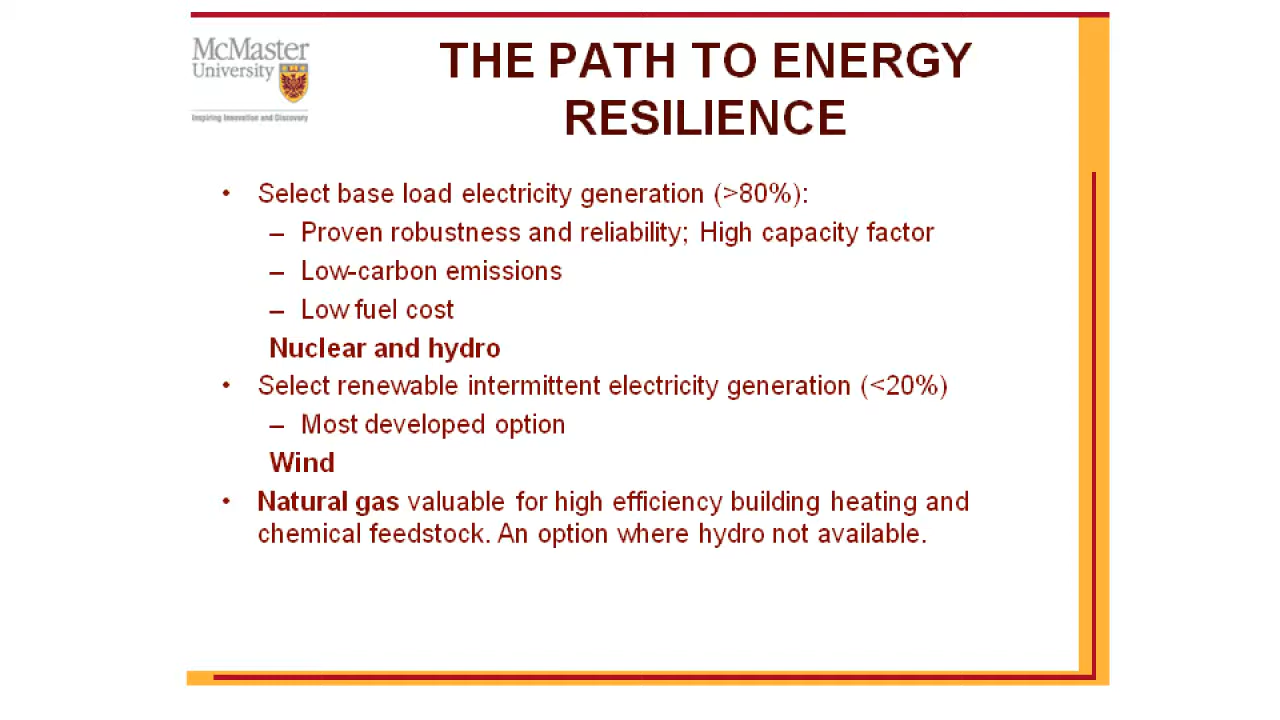 McMaster
University
Inspiring Innovation and Discovery
THE PATH TO ENERGY
RESILIENCE
• Select base load electricity generation (>80%):
– Proven robustness and reliability; High capacity factor
– Low-carbon emissions
– Low fuel cost
Nuclear and hydro
• Select renewable intermittent electricity generation (<20%)
– Most developed option
Wind
• Natural gas valuable for high efficiency building heating and
chemical feedstock. An option where hydro not available.